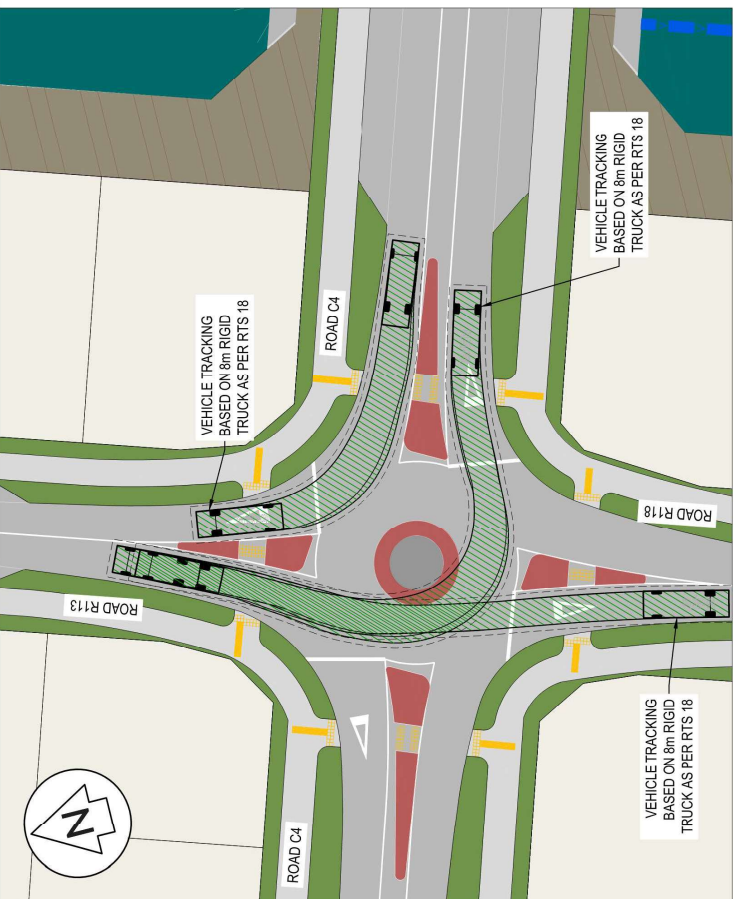 VEHICLE TRACKING
BASED ON 8m RIGID
TRUCK AS PER RTS 18
VEHICLE TRACKING
BASED ON 8m RIGID
TRUCK AS PER RTS 18
ROAD C4
ROAD R118
ROAD R113
VEHICLE TRACKING
BASED ON 8m RIGID
TRUCK AS PER RTS 18
N
ROAD C4